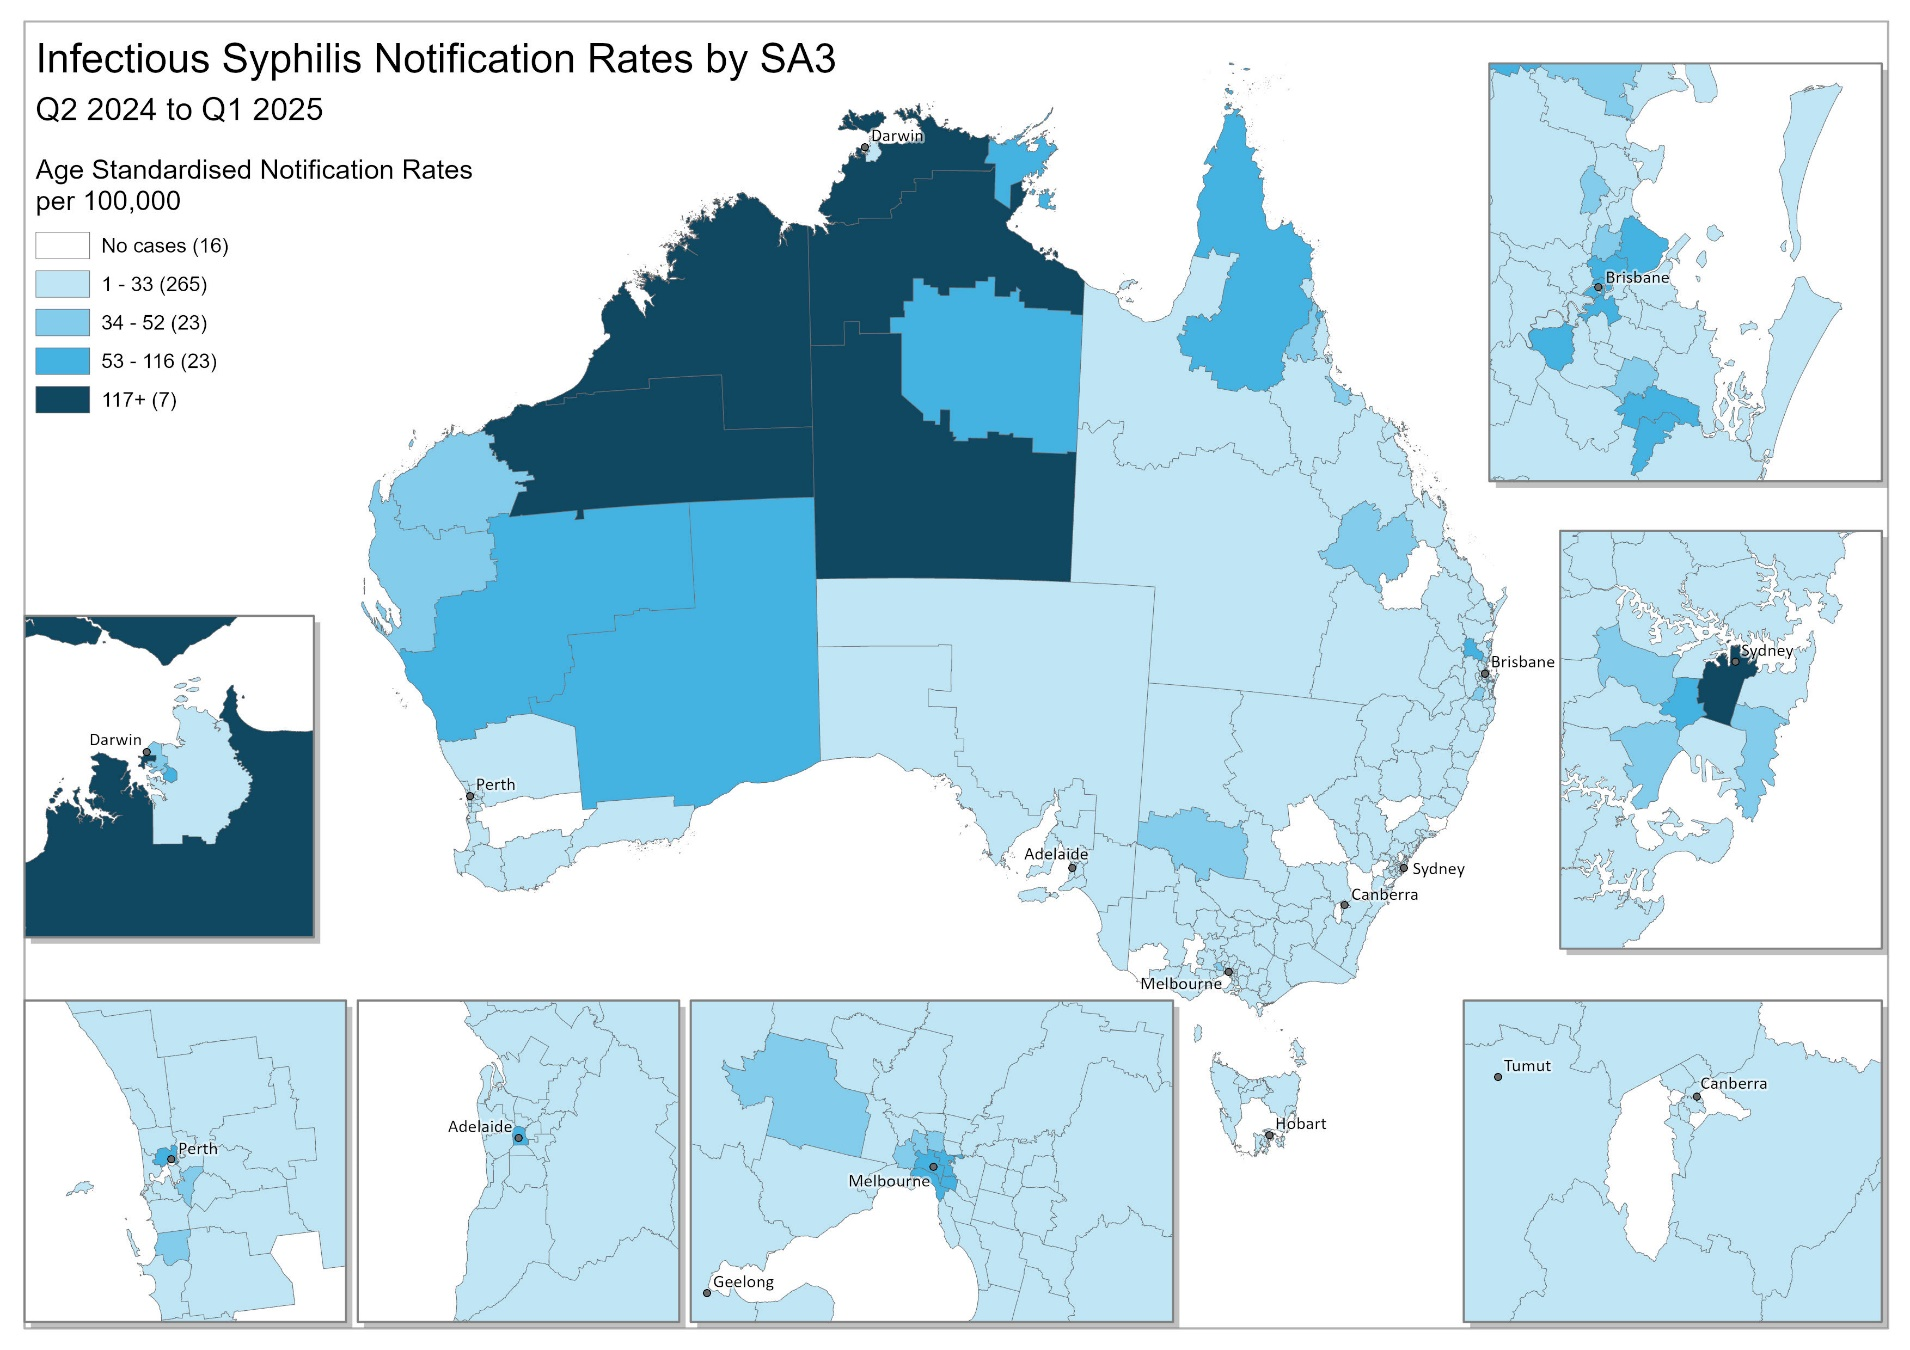 Infectious Syphilis Notification Rates by SA3
Q2 2024 to Q1 2025
Age Standardised Notification Rates
per 100,000
No cases (16)
1 - 33 (265)
34 - 52 (23)
53 - 116 (23)
117+ (7)
Darwin
Brisbane
Perth
Adelaide
Sydney
Canberra
Melbourne
Hobart
Brisbane
Sydney
Darwin
Perth
Adelaide
Melbourne
Geelong
Tumut
Canberra